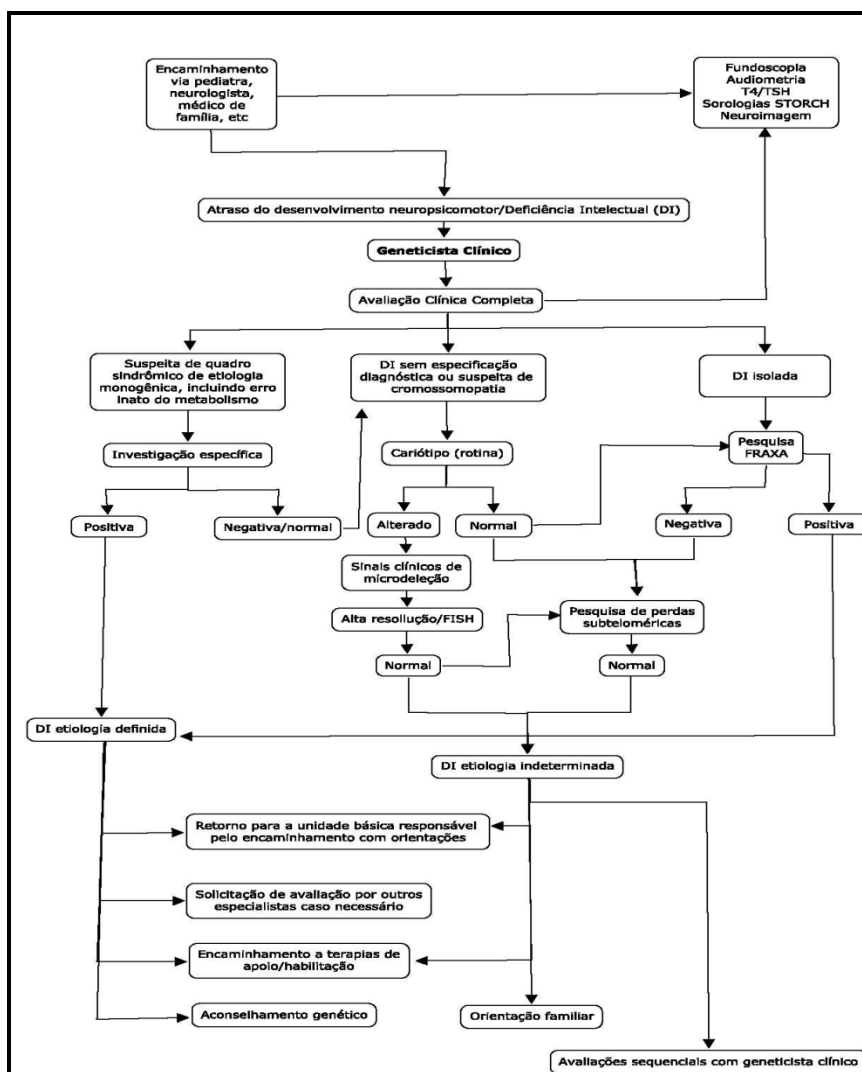 Encaminhamento
via pediatra,
neurologista,
médico de
família, etc
Fundoscopia
Audiometria
T4/TSH
Sorologias STORCH
Neuroimagem
Atraso do desenvolvimento neuropsicomotor/Deficiência Intelectual (DI)
Geneticista Clínico
Avaliação Clínica Completa
Suspeita de quadro
sindrômico de etiologia
monogênica, incluindo erro
inato do metabolismo
DI sem especificação
diagnóstica ou suspeita de
cromossomopatia
DI isolada
Investigação específica
Cariótipo (rotina)
Pesquisa
FRAXA
Positiva
Negativa/normal
Alterado
Normal
Negativa
Positiva
Sinais clínicos de
microdeleção
Alta resollução/FISH
Pesquisa de perdas
subteloméricas
Normal
Normal
DI etiologia definida
DI etiologia indeterminada
Retorno para a unidade básica responsável
pelo encaminhamento com orientações
Solicitação de avaliação por outros
especialistas caso necessário
Encaminhamento a terapias de
apoio/habilitação
Aconselhamento genético
Orientação familiar
Avaliações sequenciais com geneticista clínico